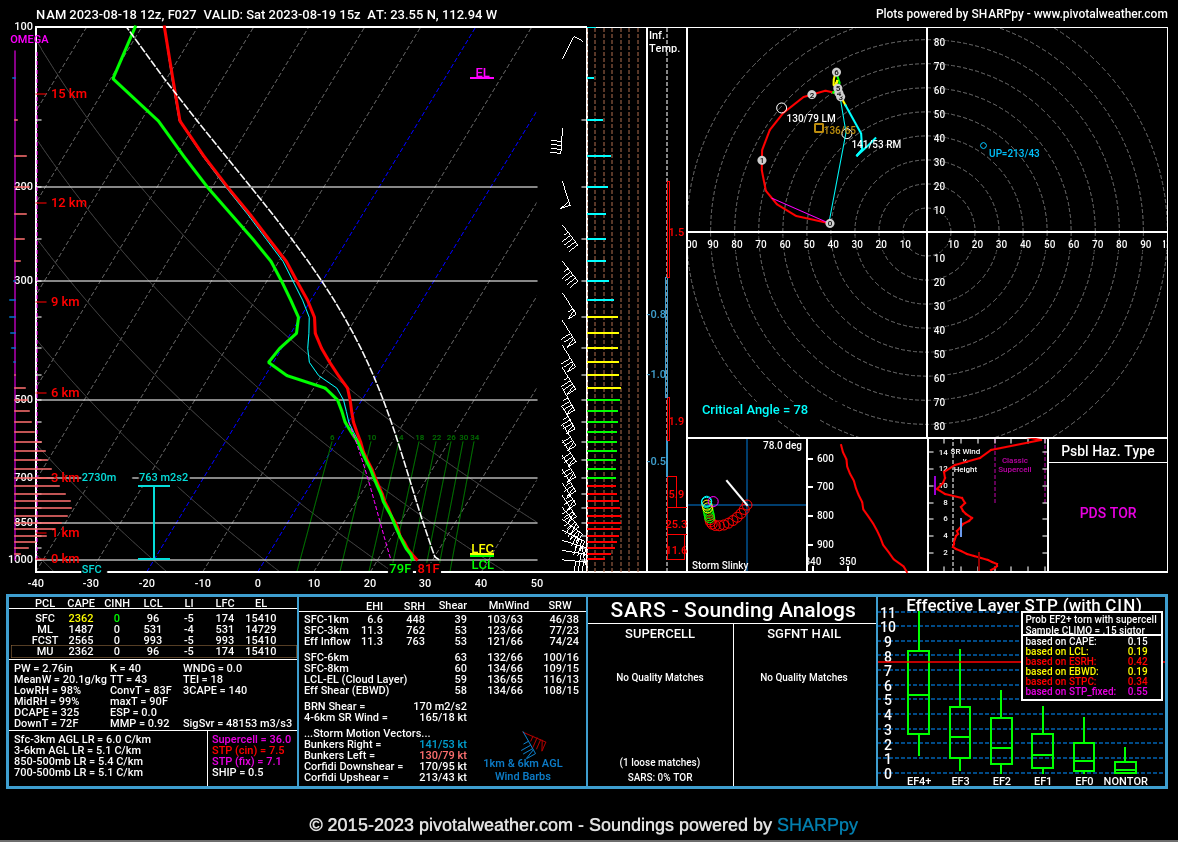 NAM 2023-08-18 12z, F027 VALID: Sat 2023-08-19 15z AT: 23.55 N, 112.94 W
Plots powered by SHARPpy - www.pivotalweather.com
100
OMEGA
EL
15 km
200
12 km
300
9 km
6 km
500
3 km
2730m
763 m2s2
700
850
1 km
0 km
1000
SFC
LFC
LCL
79F 81F
-40 -30 -20 -10 0 10 20 30 40 50
6 10 14 18 22 26 30 34
Inf.
Temp.
1.5
-0.8
-1.0
1.9
-0.5
5.9
25.3
11.6
80
70
60
50
40
30
20
10
90 80 70 60 50 40 30 20 10
10 20 30 40 50 60 70 80 90
10
20
30
40
50
60
70
80
130/79 LM
136/65
141/53 RM
UP=213/43
Critical Angle = 78
78.0 deg
Storm Slinky
600
700
800
900
340 350
SR Wind
v.
Height
14
12
10
8
6
4
2
Classic
Supercell
Psbl Haz. Type
PDS TOR
PCL CAPE CINH LCL LI LFC EL
SFC 2362 0 96 -5 174 15410
ML 1487 0 531 -4 531 14729
FCST 2565 0 993 -5 993 15410
MU 2362 0 96 -5 174 15410
PW = 2.76in K = 40 WNDG = 0.0
MeanW = 20.1g/kg TT = 43 TEI = 18
LowRH = 98% ConvT = 83F 3CAPE = 140
MidRH = 99% maxT = 90F
DCAPE = 325 ESP = 0.0
DownT = 72F MMP = 0.92 SigSvr = 48153 m3/s3
Sfc-3km AGL LR = 6.0 C/km
3-6km AGL LR = 5.1 C/km
850-500mb LR = 5.4 C/km
700-500mb LR = 5.1 C/km
Supercell = 36.0
STP (cin) = 7.5
STP (fix) = 7.1
SHIP = 0.5
EHI SRH Shear MnWind SRW
SFC-1km 6.6 448 39 103/63 46/38
SFC-3km 11.3 762 53 123/66 77/23
Eff Inflow 11.3 763 53 121/66 74/24
SFC-6km 63 132/66 100/16
SFC-8km 60 134/66 109/15
LCL-EL (Cloud Layer) 59 136/65 116/13
Eff Shear (EBWD) 58 134/66 108/15
BRN Shear = 170 m2/s2
4-6km SR Wind = 165/18 kt
...Storm Motion Vectors...
Bunkers Right = 141/53 kt
Bunkers Left = 130/79 kt
Corfidi Downshear = 170/95 kt
Corfidi Upshear = 213/43 kt
1km & 6km AGL
Wind Barbs
SARS - Sounding Analogs
SUPERCELL SGFNT HAIL
No Quality Matches No Quality Matches
(1 loose matches)
SARS: 0% TOR
Effective Layer STP (with CIN)
11
10
9
8
7
6
5
4
3
2
1
0
Prob EF2+ torn with supercell
Sample CLIMO = .15 sigtor
based on CAPE: 0.15
based on LCL: 0.19
based on ESRH: 0.42
based on EBWD: 0.19
based on STPC: 0.34
based on STP_fixed: 0.55
EF4+ EF3 EF2 EF1 EF0 NONTOR
© 2015-2023 pivotalweather.com - Soundings powered by SHARPpy